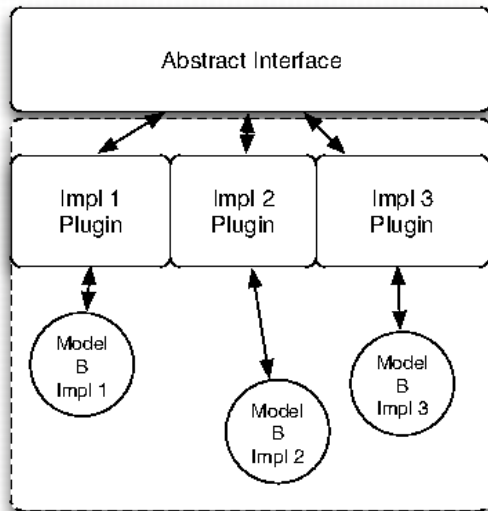 Abstract Interface
Impl 1
Plugin
Impl 2
Plugin
Impl 3
Plugin
Model
B
Impl 1
Model
B
Impl 2
Model
B
Impl 3